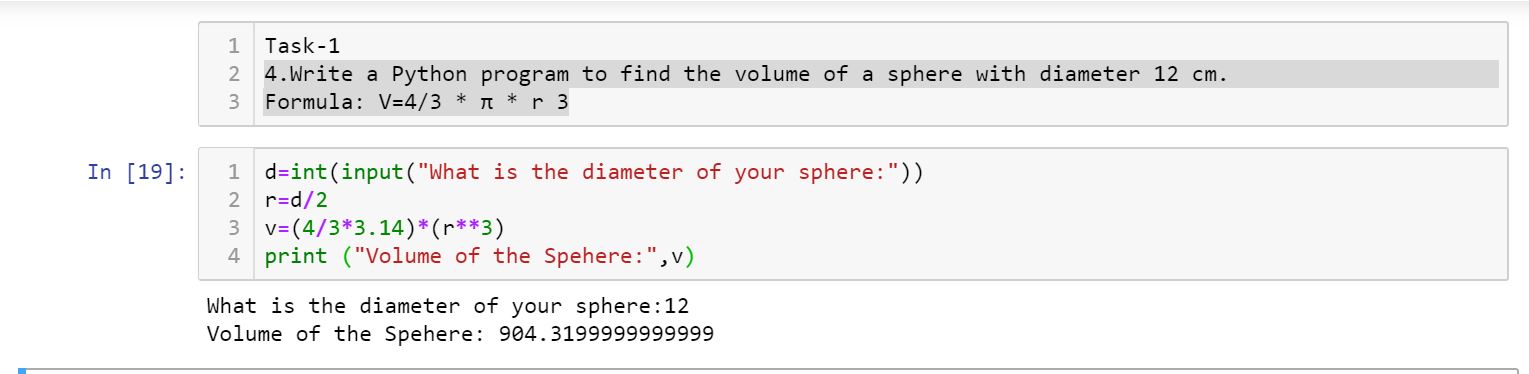 1 Task-1
2 4.Write a Python program to find the volume of a sphere with diameter 12 cm.
3 Formula: V=4/3 * π * r 3
In [19]: 1 d=int(input("What is the diameter of your sphere:"))
2 r=d/2
3 v=(4/3*3.14)*(r**3)
4 print ("Volume of the Spehere:",v)
What is the diameter of your sphere:12
Volume of the Spehere: 904.3199999999999